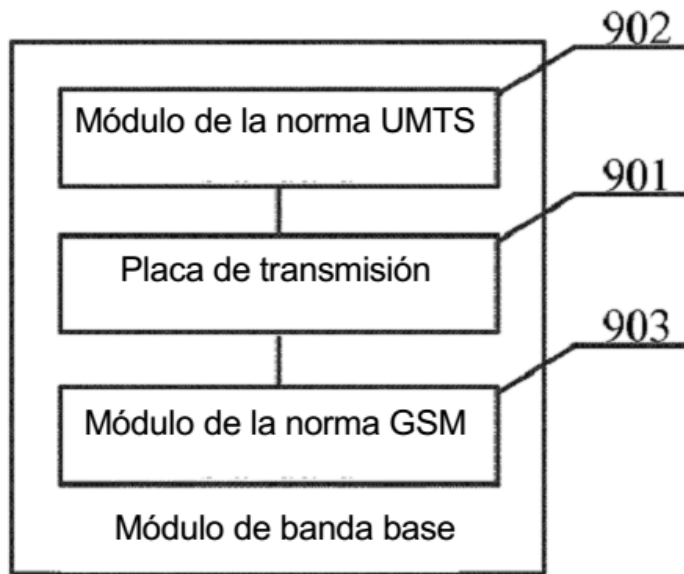 902
Módulo de la norma UMTS
901
Placa de transmisión
903
Módulo de la norma GSM
Módulo de banda base